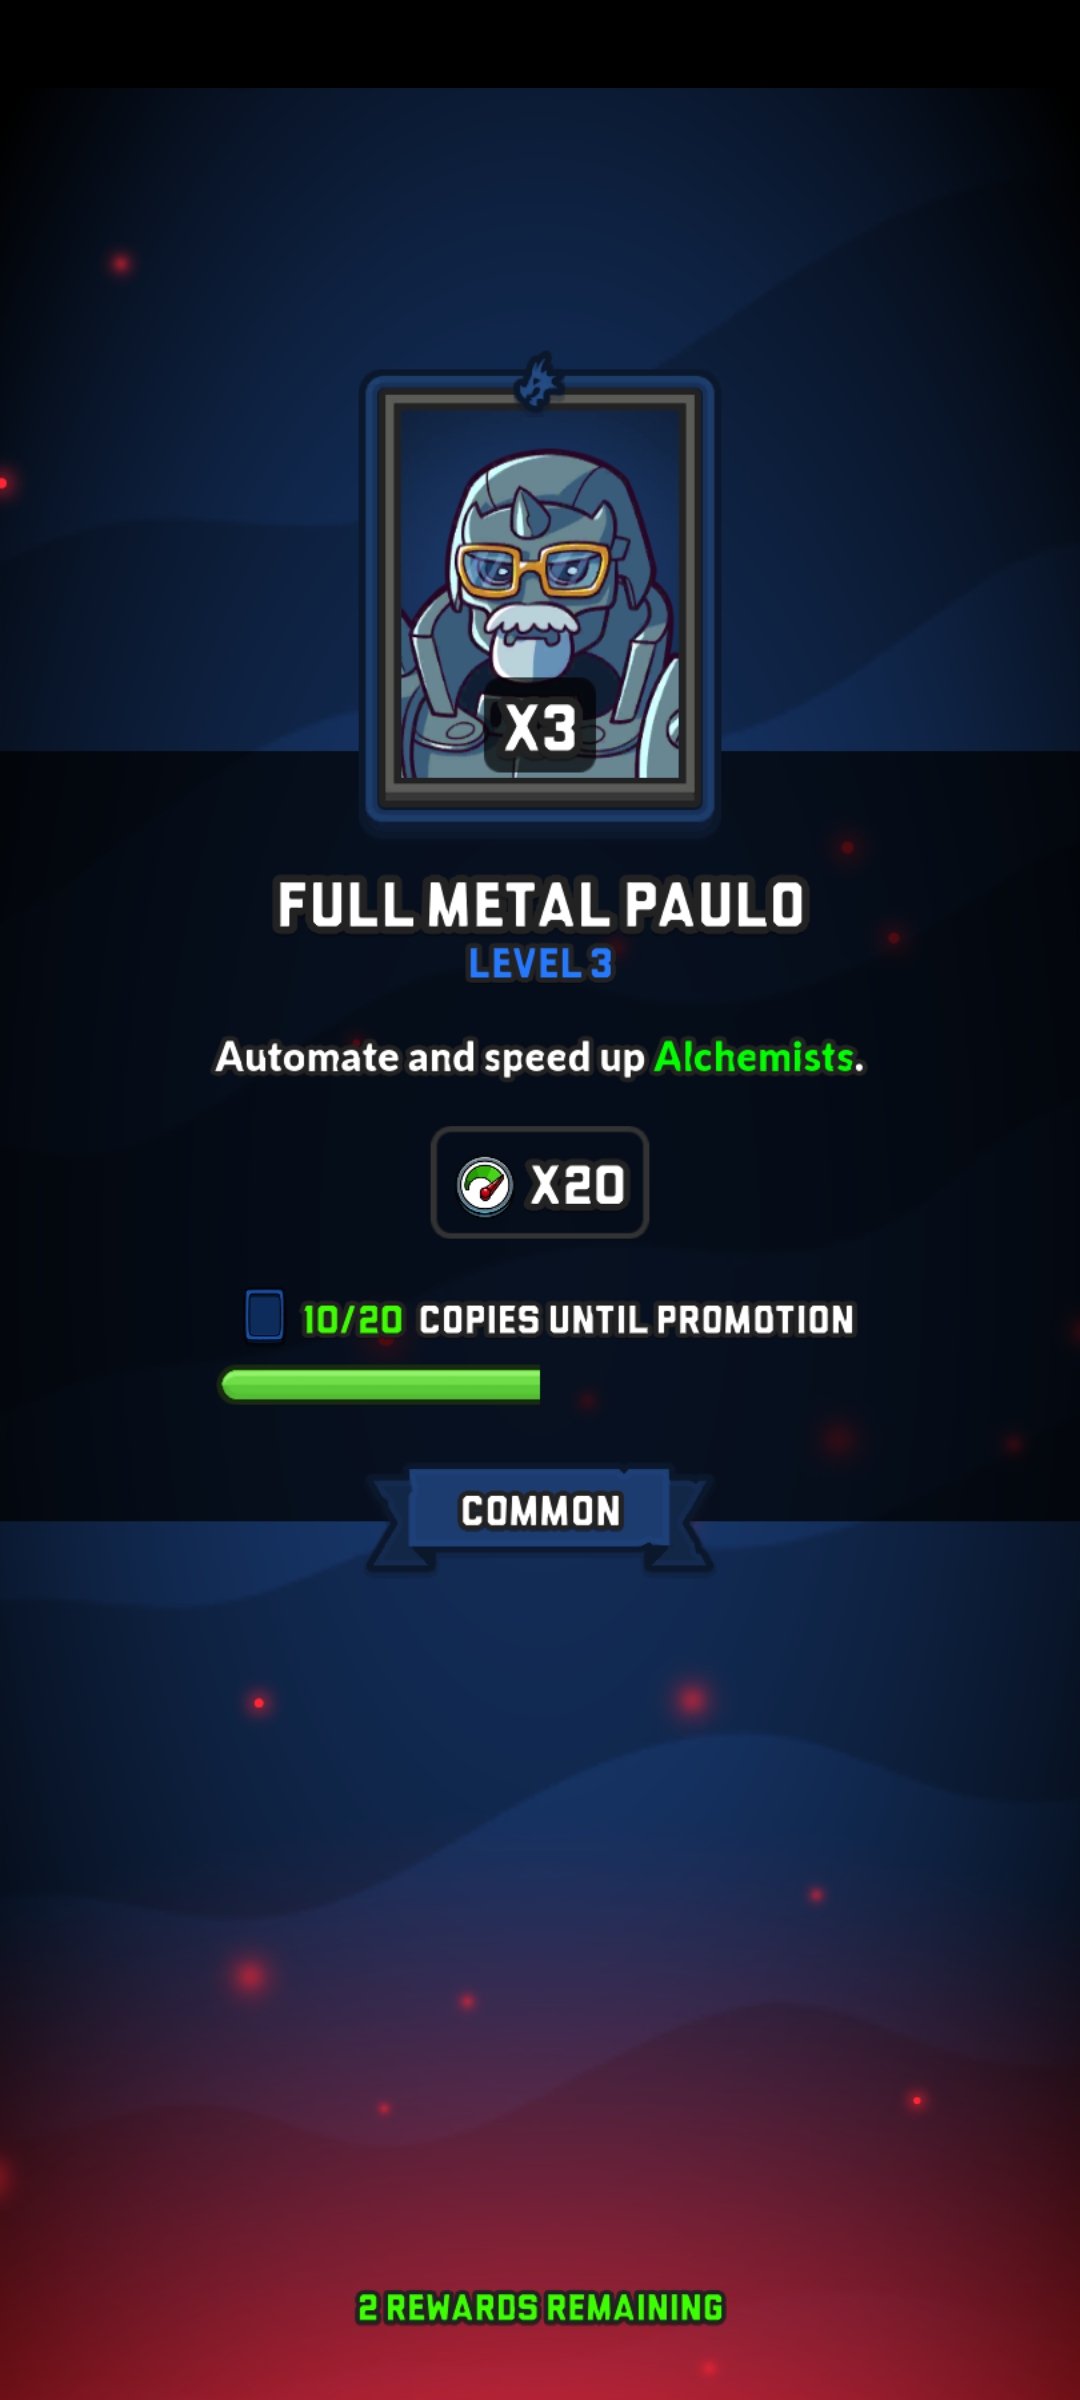 X3
FULL METAL PAULO
LEVEL 3
Automate and speed up Alchemists.
X20
10/20 COPIES UNTIL PROMOTION
COMMON
2 REWARDS REMAINING